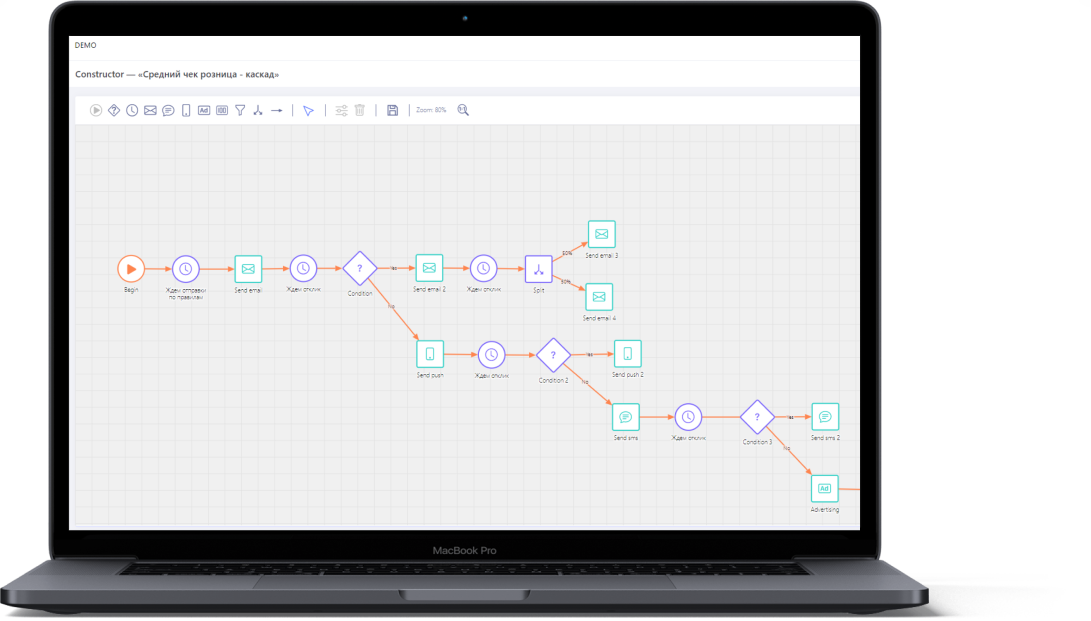 DEMO
Constructor — «Средний чек розница - каскад»
Ad
Zoom: 80%
1:1
Send email 3
50%
Begin
Ждем отправки
по правилам
Send email
Ждем отклик
?
Condition
Yes
Send email 2
Ждем отклик
Split
50%
Send email 4
No
Send push
Ждем отклик
?
Condition 2
Yes
Send push 2
No
Send sms
Ждем отклик
?
Condition 3
Yes
Send sms 2
No
Ad
Advertising
MacBook Pro